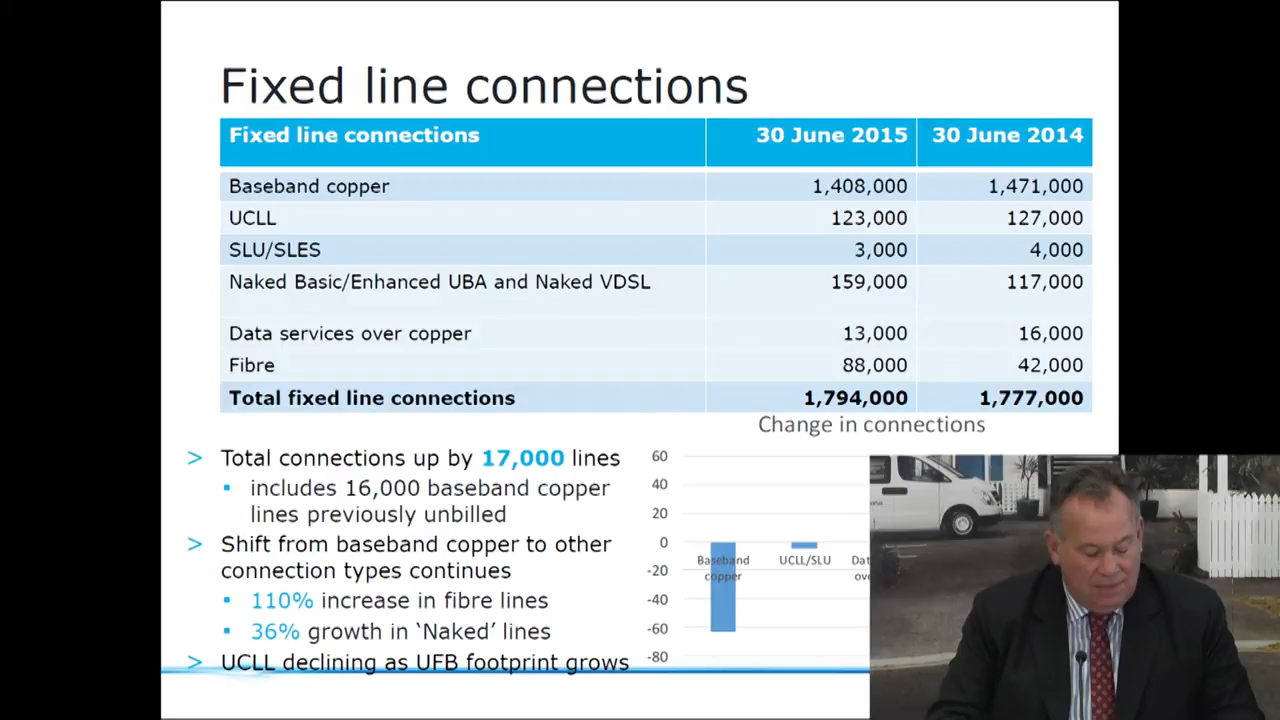 Fixed line connections
Fixed line connections 30 June 2015 30 June 2014
Baseband copper 1,408,000 1,471,000
UCLL 123,000 127,000
SLU/SLES 3,000 4,000
Naked Basic/Enhanced UBA and Naked VDSL 159,000 117,000
Data services over copper 13,000 16,000
Fibre 88,000 42,000
Total fixed line connections 1,794,000 1,777,000
> Total connections up by 17,000 lines
▪ includes 16,000 baseband copper
lines previously unbilled
> Shift from baseband copper to other
connection types continues
▪ 110% increase in fibre lines
▪ 36% growth in ‘Naked’ lines
> UCLL declining as UFB footprint grows
Change in connections
60
40
20
0
-20
-40
-60
-80
Baseband
copper
UCLL/SLU